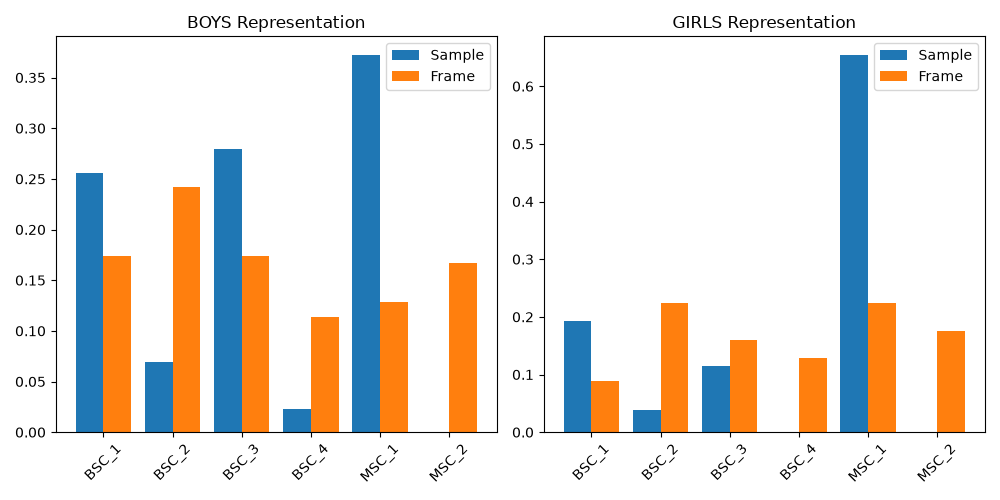 BOYS Representation
Sample
Frame
0.35
0.30
0.25
0.20
0.15
0.10
0.05
0.00
BSC_1
BSC_2
BSC_3
BSC_4
MSC_1
MSC_2
GIRLS Representation
Sample
Frame
0.6
0.5
0.4
0.3
0.2
0.1
0.0
BSC_1
BSC_2
BSC_3
BSC_4
MSC_1
MSC_2